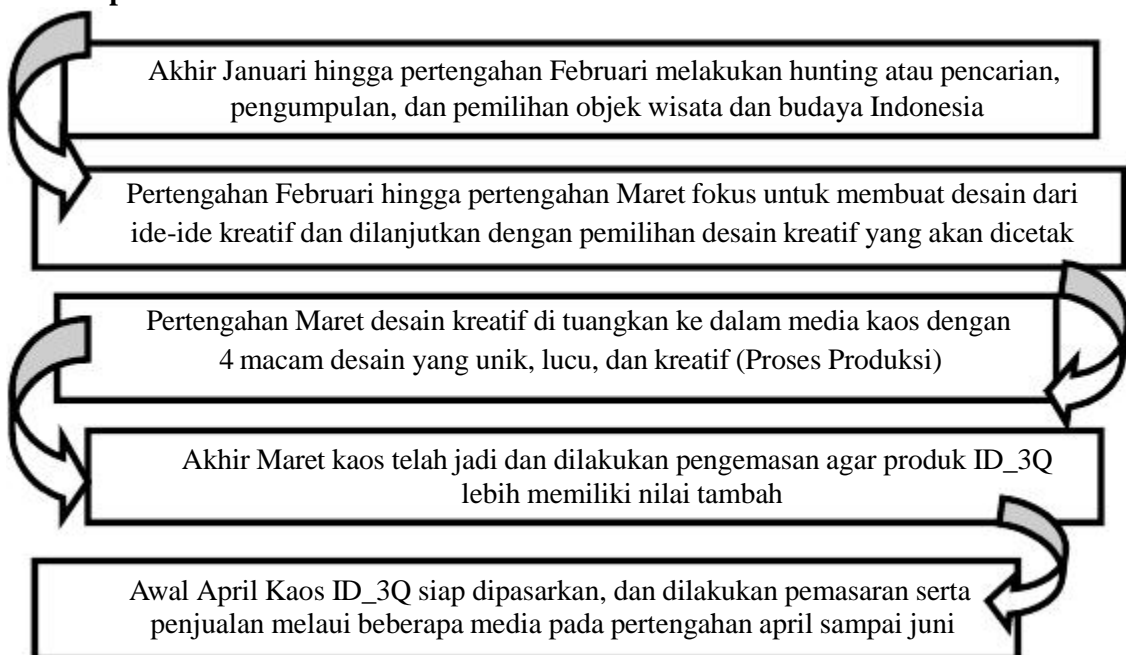 Akhir Januari hingga pertengahan Februari melakukan hunting atau pencarian,
pengumpulan, dan pemilihan objek wisata dan budaya Indonesia
Pertengahan Februari hingga pertengahan Maret fokus untuk membuat desain dari
ide-ide kreatif dan dilanjutkan dengan pemilihan desain kreatif yang akan dicetak
Pertengahan Maret desain kreatif di tuangkan ke dalam media kaos dengan
4 macam desain yang unik, lucu, dan kreatif (Proses Produksi)
Akhir Maret kaos telah jadi dan dilakukan pengemasan agar produk ID_3Q
lebih memiliki nilai tambah
Awal April Kaos ID_3Q siap dipasarkan, dan dilakukan pemasaran serta
penjualan melaui beberapa media pada pertengahan april sampai juni